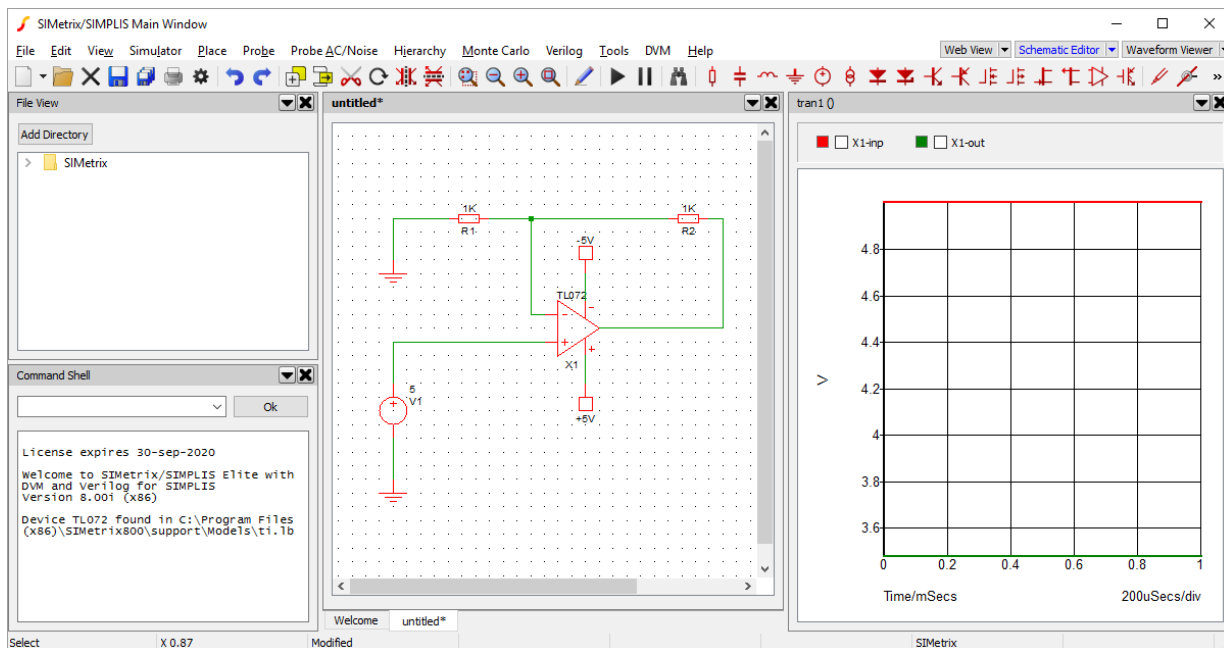 SIMetrix/SIMPLIS Main Window
File Edit View Simulator Place Probe Probe AC/Noise Hierarchy Monte Carlo Verilog Tools DVM Help
Web View Schematic Editor Waveform Viewer
File View
Add Directory
SIMetrix
Command Shell
Ok
License expires 30-sep-2020
Welcome to SIMetrix/SIMPLIS Elite with
DVM and Verilog for SIMPLIS
Version 8.00i (x86)
Device TL072 found in C:\Program Files
(x86)\SIMetrix800\support\Models\ti.lb
untitled*
1K
R1
1K
R2
-5V
TL072
-
-
+
+
X1
5
+
V1
+5V
Welcome untitled*
tran1 ()
X1-inp X1-out
4.8
4.6
4.4
4.2
4
3.8
3.6
V
0 0.2 0.4 0.6 0.8 1
Time/mSecs 200uSecs/div
Select X 0.87 Modified SIMetrix